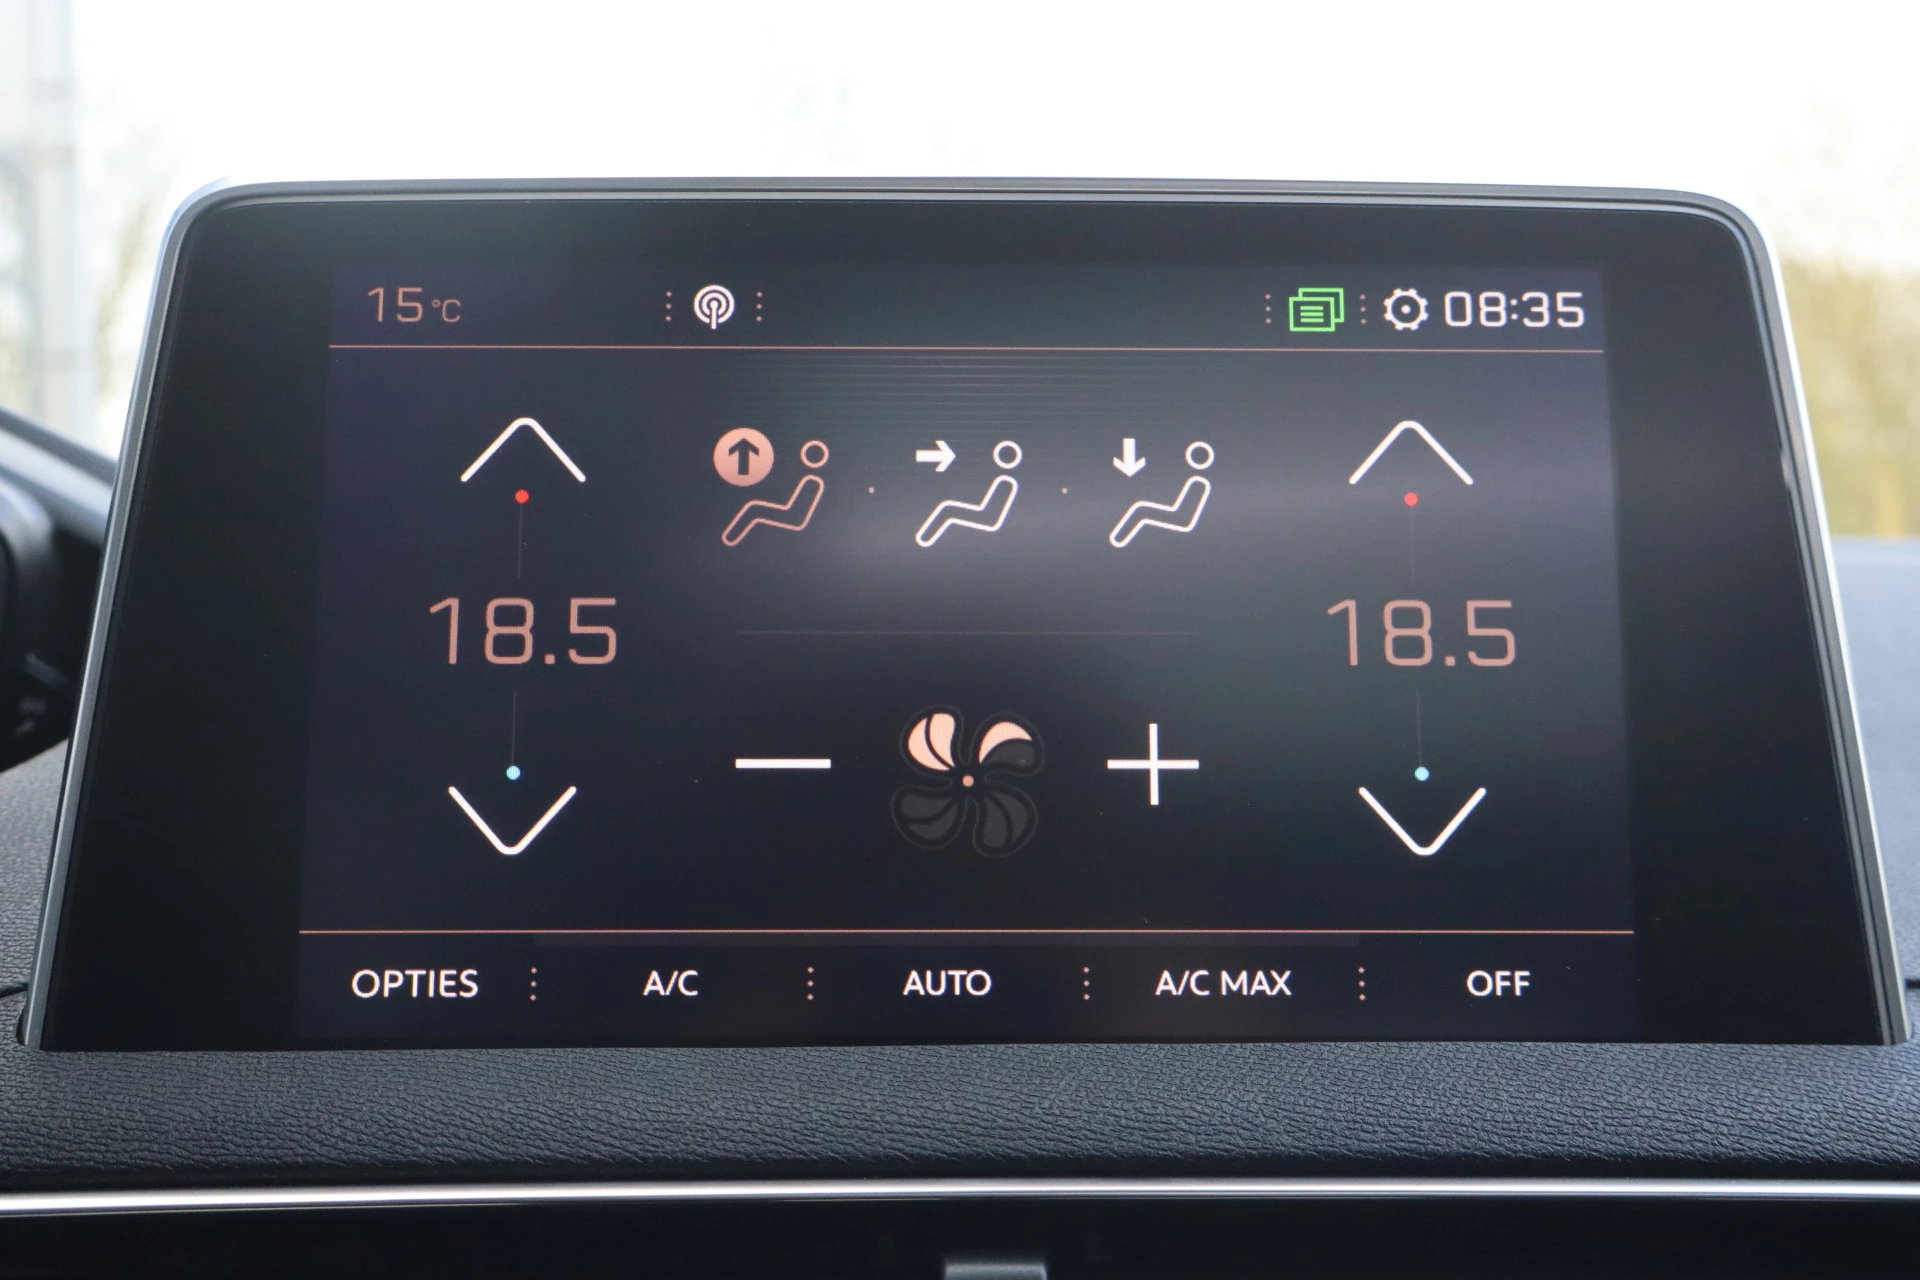 15°C 08:35
18.5 18.5
OPTIES A/C AUTO A/C MAX OFF